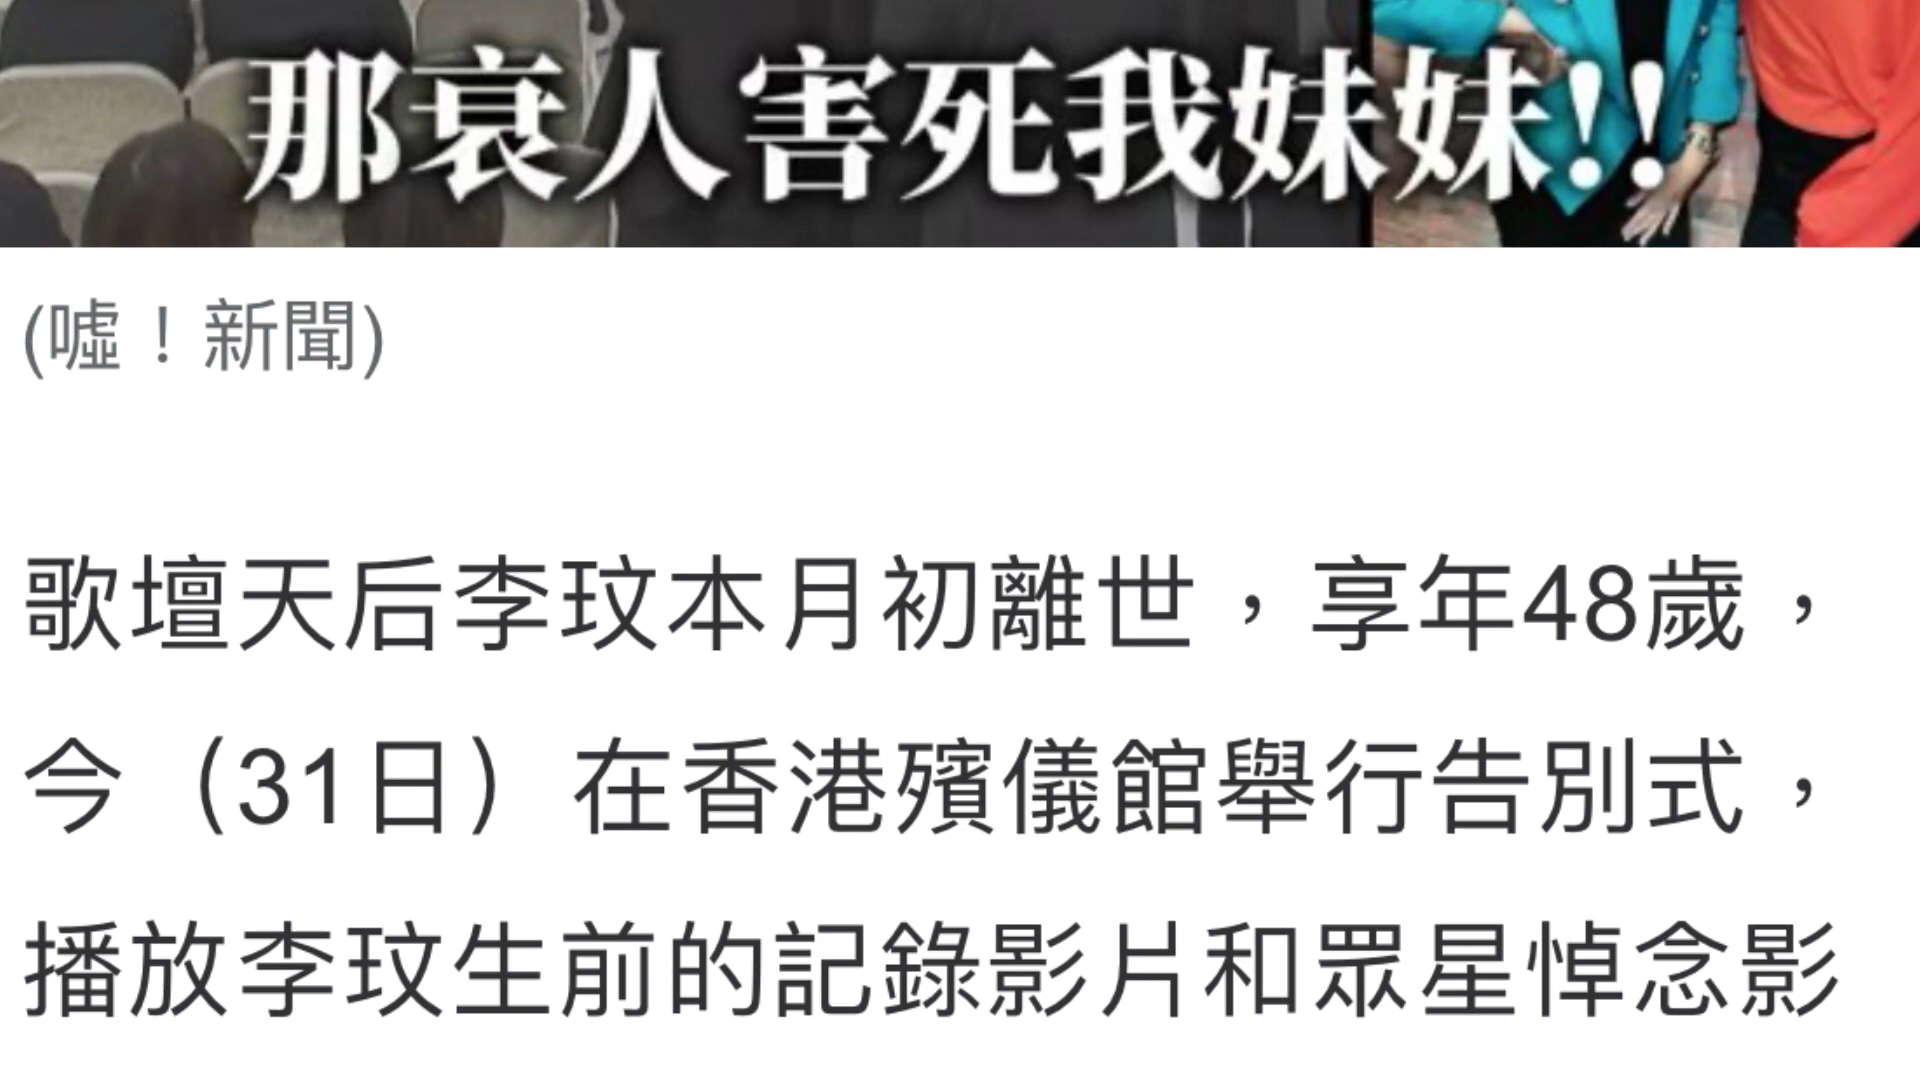 那衰人害死我妹妹!!
(噓！新聞)
歌壇天后李玟本月初離世，享年48歲，
今（31日）在香港殯儀館舉行告別式，
播放李玟生前的記錄影片和眾星悼念影